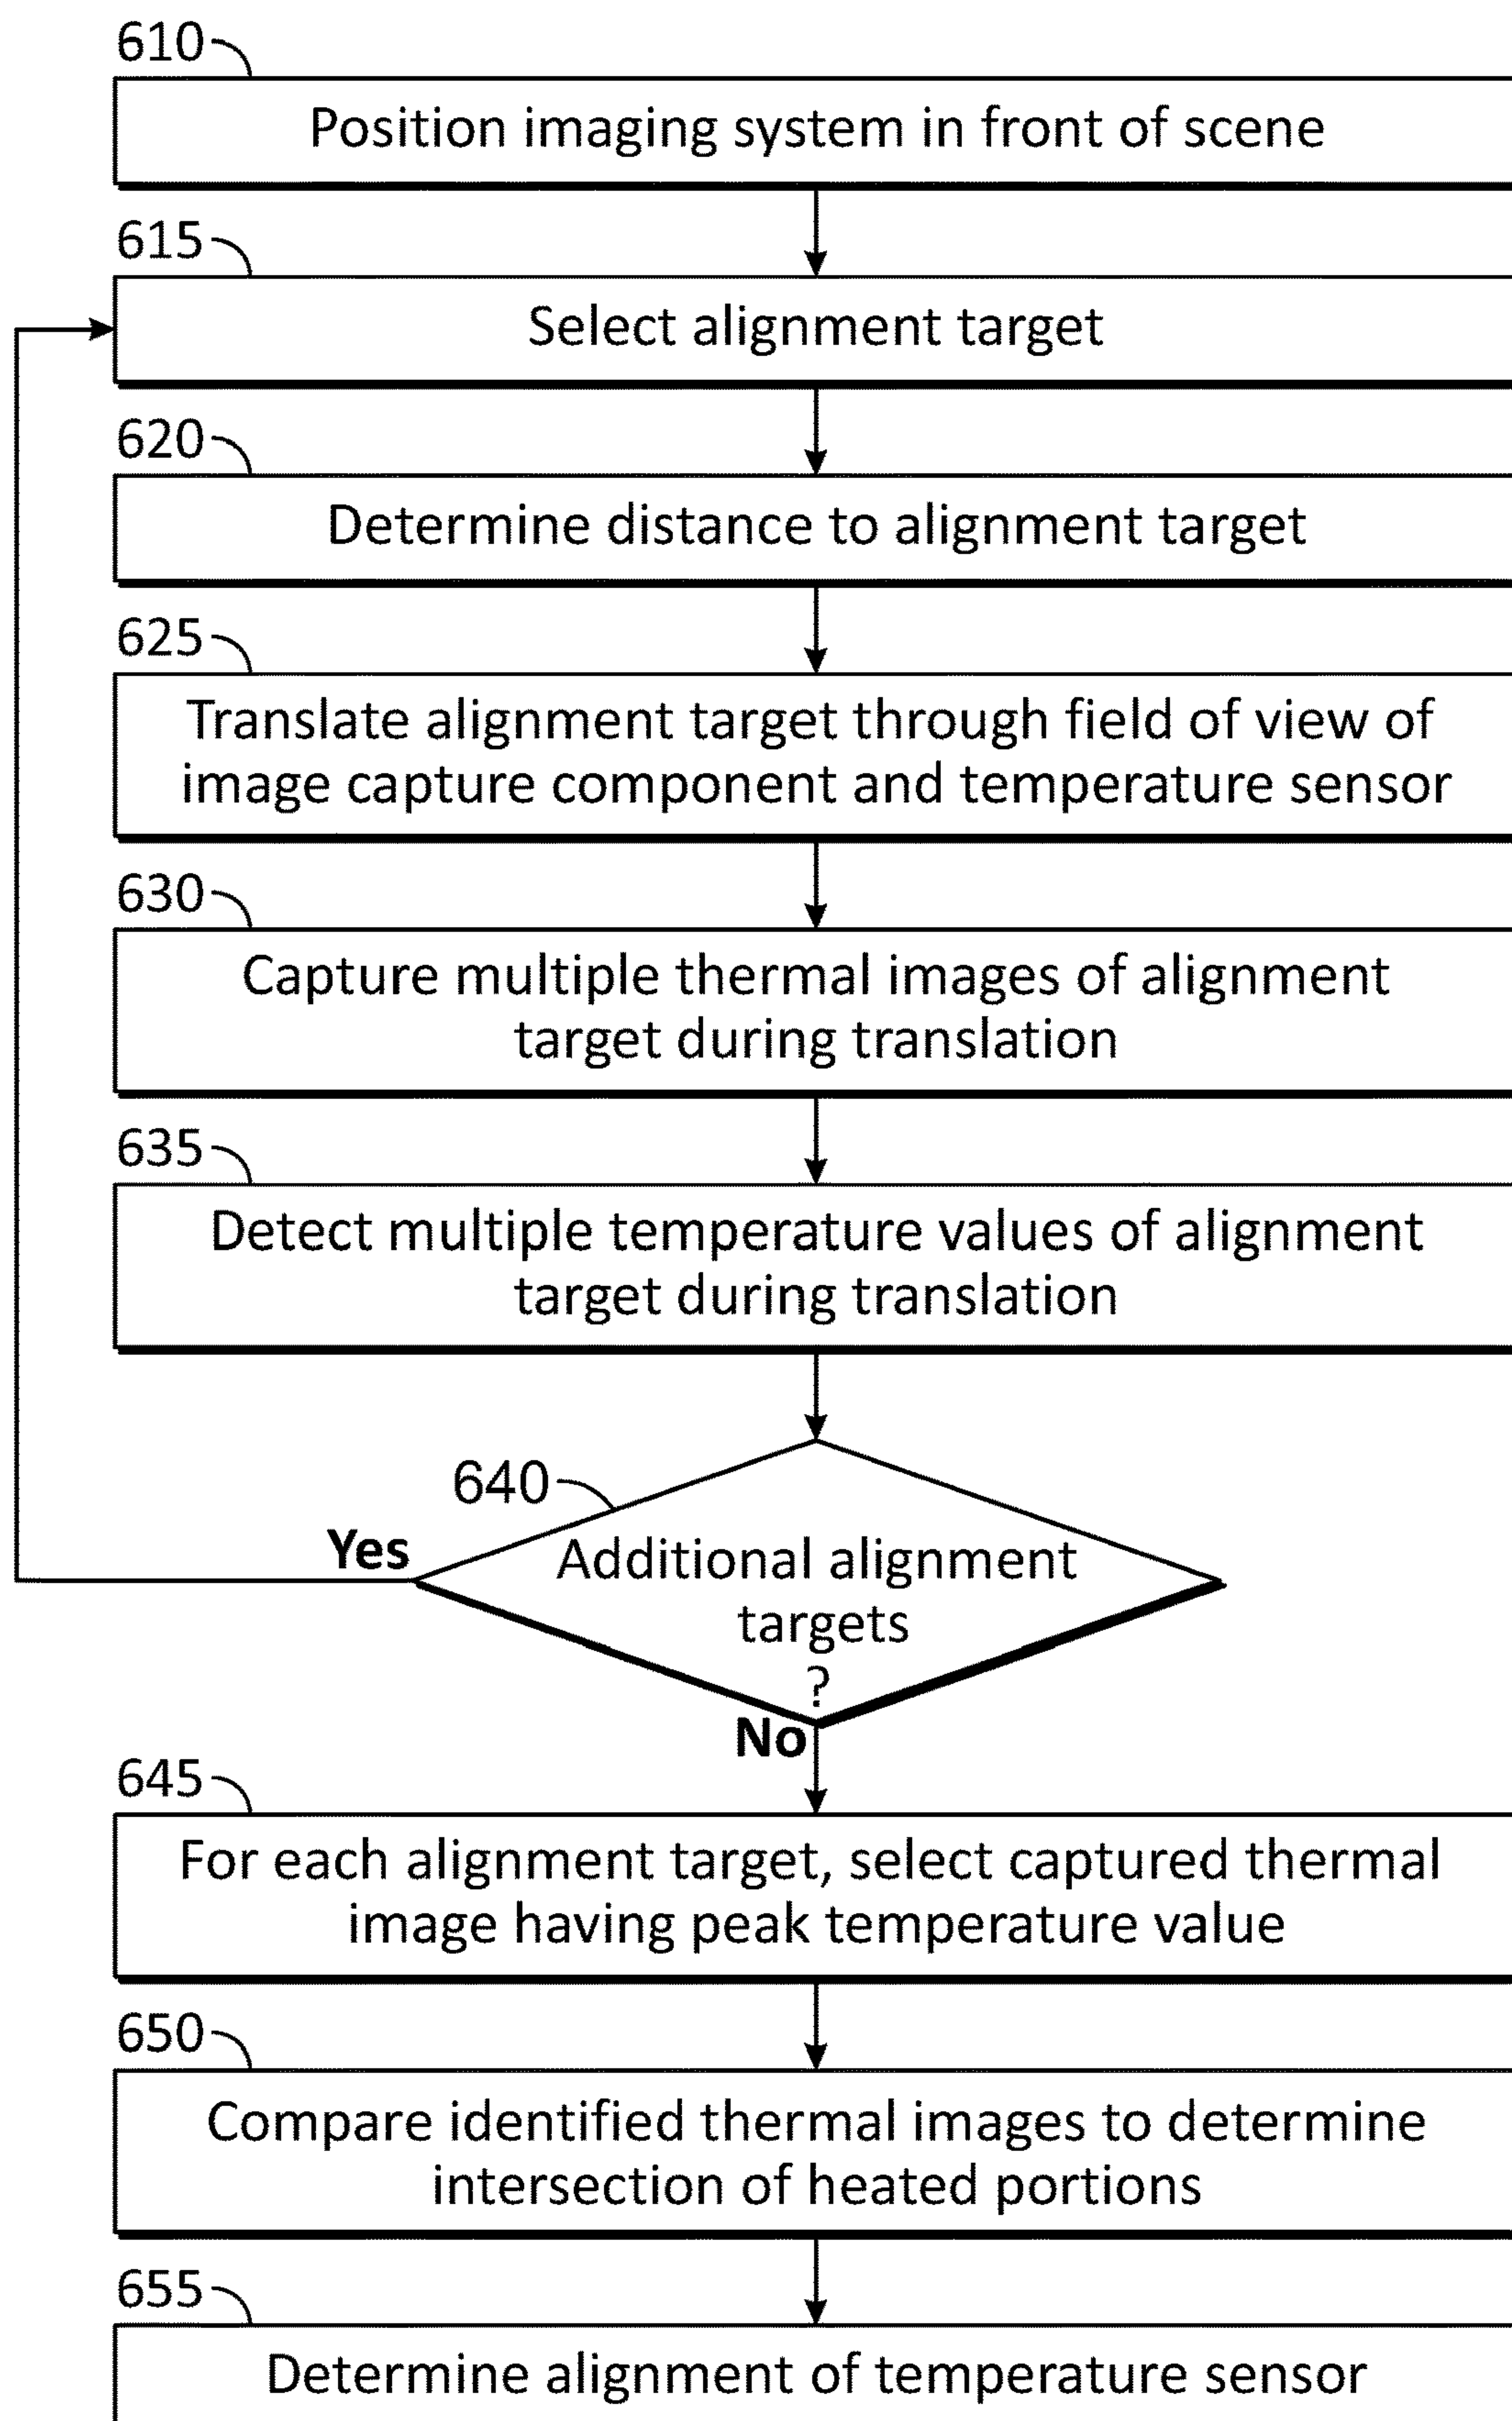 610
Position imaging system in front of scene
615
Select alignment target
620
Determine distance to alignment target
625
Translate alignment target through field of view of
image capture component and temperature sensor
630
Capture multiple thermal images of alignment
target during translation
635
Detect multiple temperature values of alignment
target during translation
640
Yes
Additional alignment
targets
?
No
645
For each alignment target, select captured thermal
image having peak temperature value
650
Compare identified thermal images to determine
intersection of heated portions
655
Determine alignment of temperature sensor